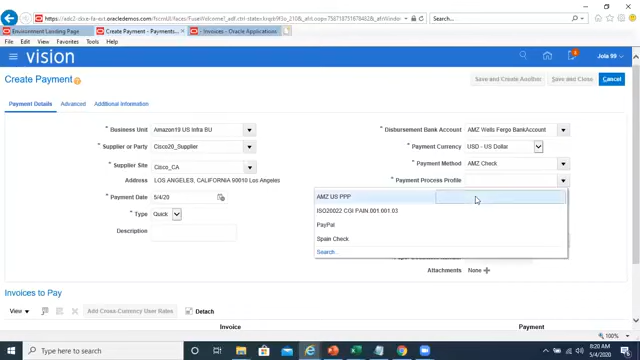 https://adc2-ckce-fa-ext.oracledemos.com/fscmUI/faces/FuseWelcome?_adf.ctrl-state=
Search...
Environment Landing Page
Create Payment - Payments...
- Invoices - Oracle Applications
File Edit View Favorites Tools Help
vision
Jola 99
Create Payment
Save and Create Another
Save and Close
Cancel
Payment Details
Advanced
Additional Information
* Business Unit Amazon19 US Infra BU
* Supplier or Party Cisco20_Supplier
* Supplier Site Cisco_CA
Address LOS ANGELES, CALIFORNIA 90010 Los Angeles
* Payment Date 5/4/20
* Type Quick
Description
* Disbursement Bank Account AMZ Wells Fergo BankAccount
* Payment Currency USD - US Dollar
* Payment Method AMZ Check
* Payment Process Profile
AMZ US PPP
ISO20022 CGI PAIN 001.001.03
PayPal
Spain Check
Search...
Attachments None
Invoices to Pay
View
Add Cross-Currency User Rates
Detach
Invoice
Payment
100%
Type here to search
8:20 AM
5/4/2020